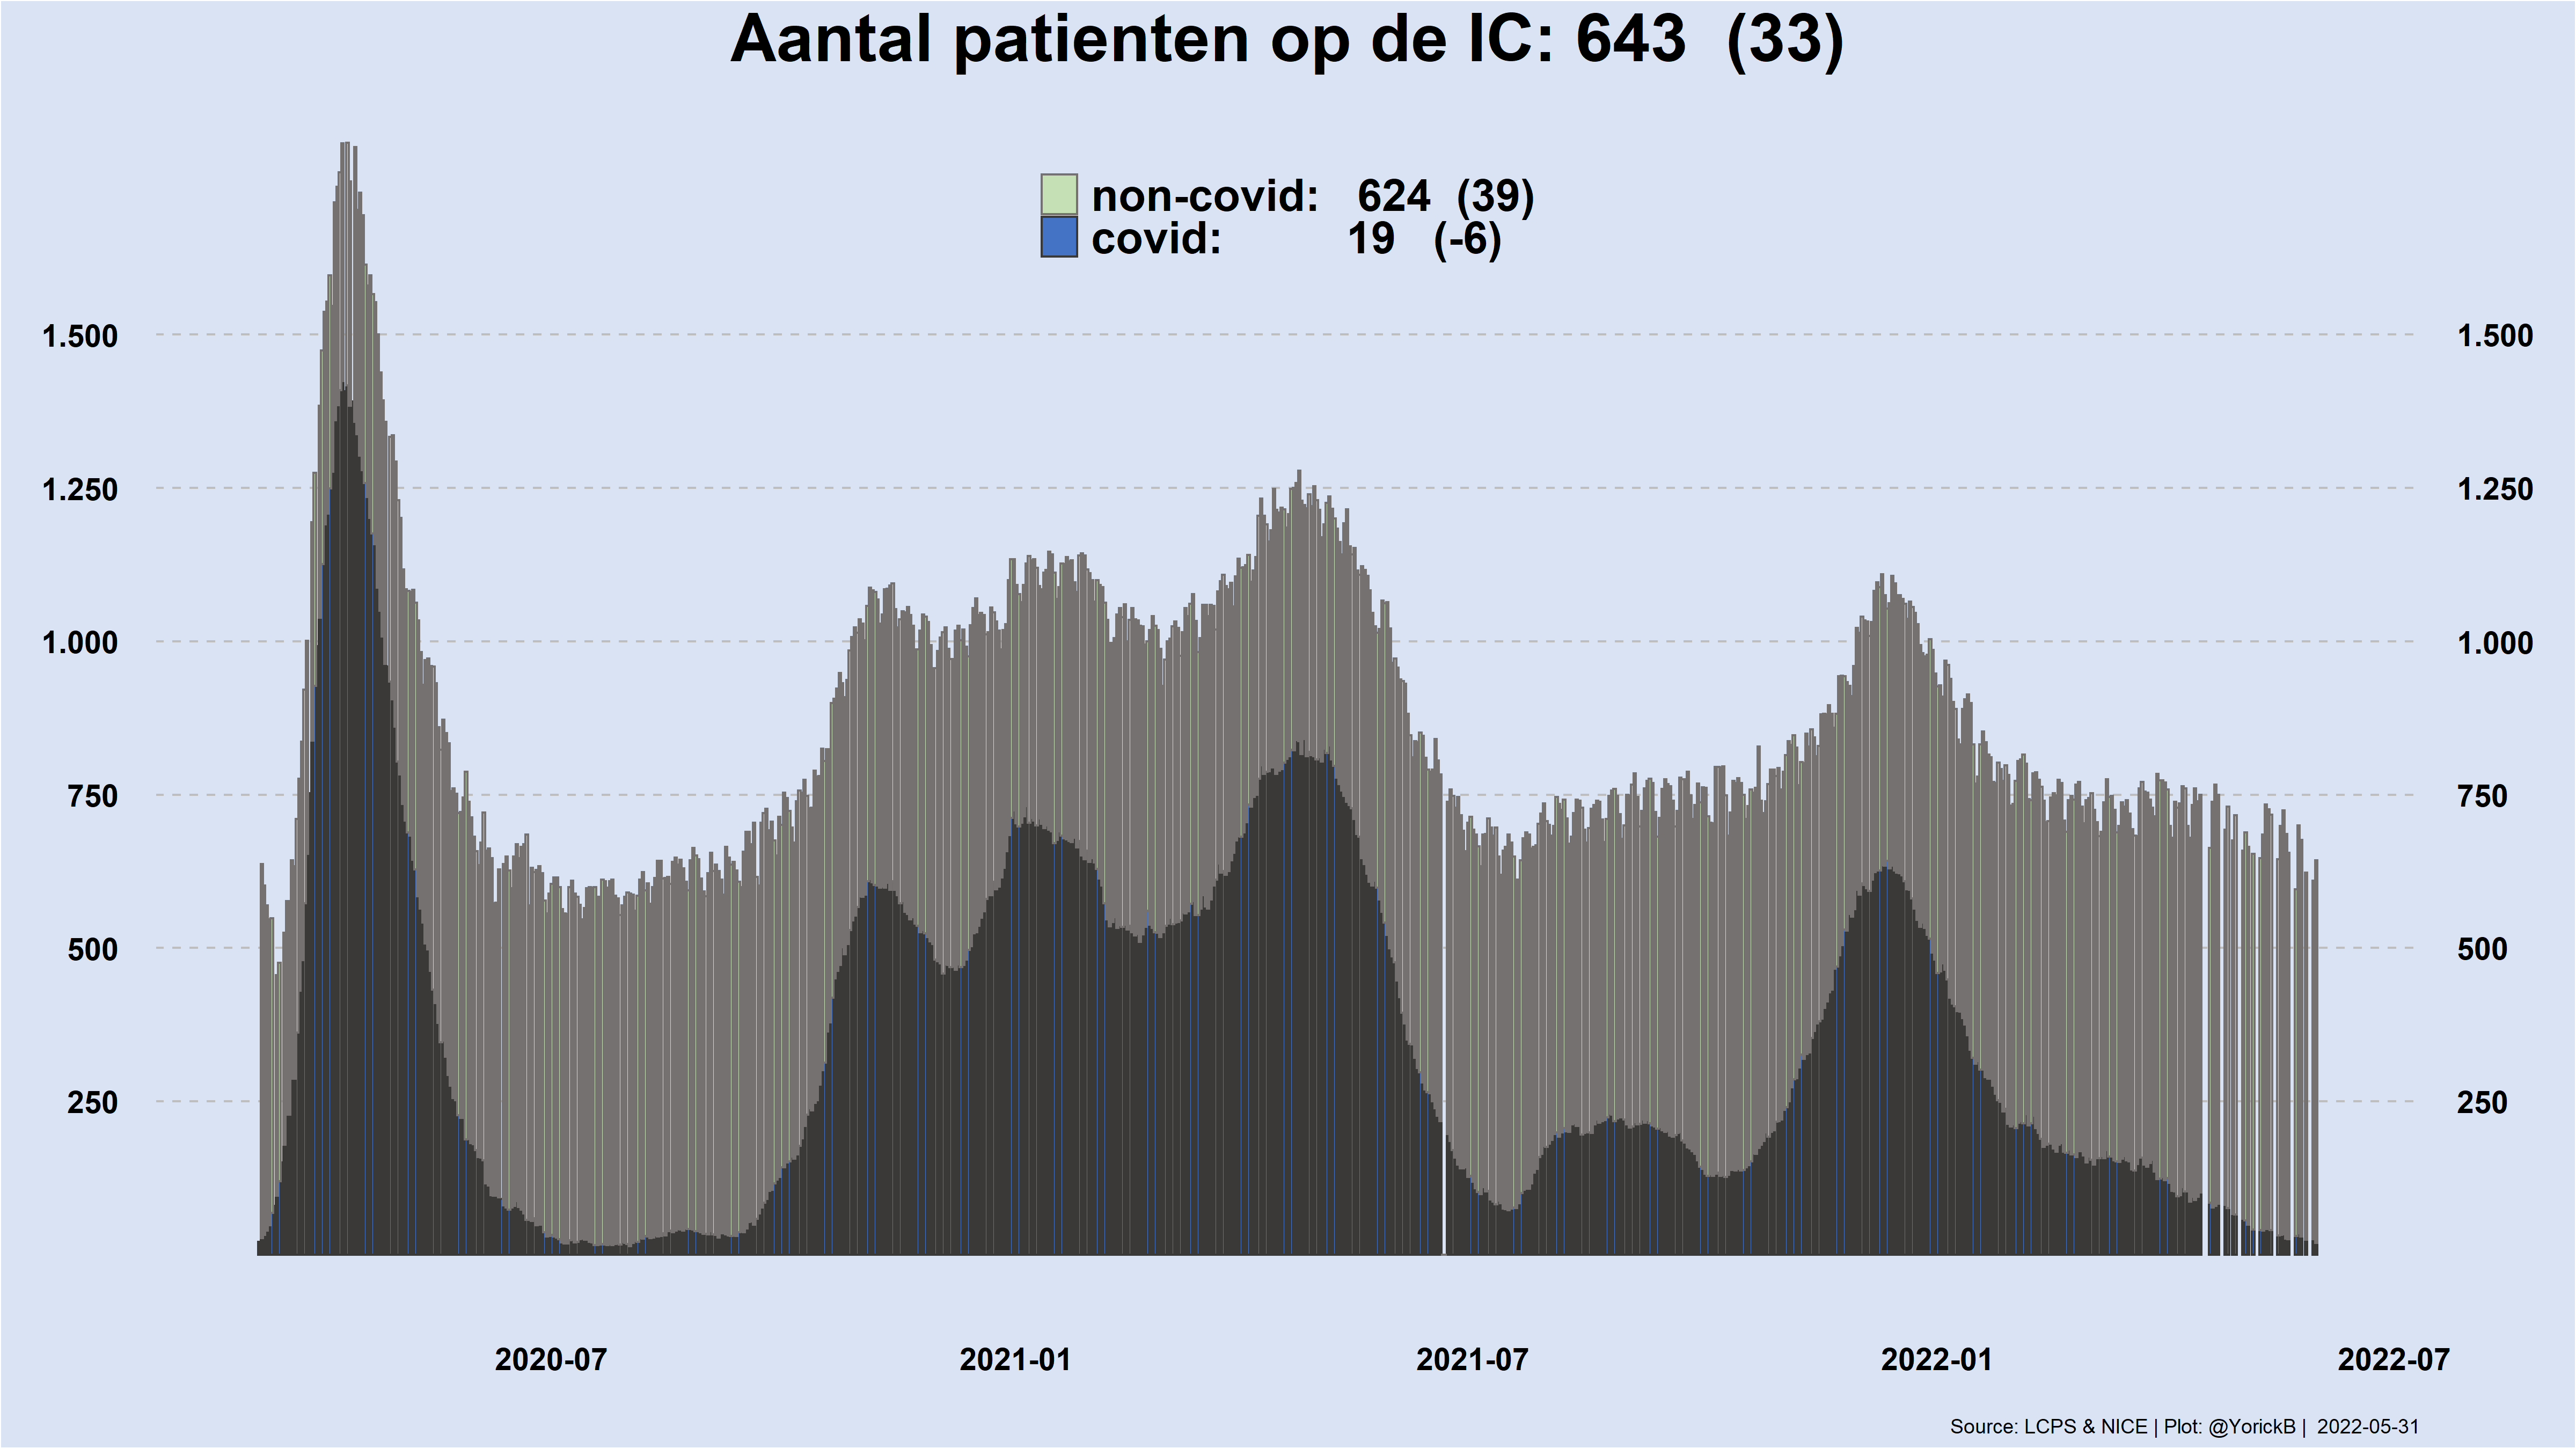 Aantal patienten op de IC: 643 (33)
non-covid: 624 (39)
covid: 19 (-6)
1.500 1.500
1.250 1.250
1.000 1.000
750 750
500 500
250 250
2020-07 2021-01 2021-07 2022-01 2022-07
Source: LCPS & NICE | Plot: @YorickB | 2022-05-31